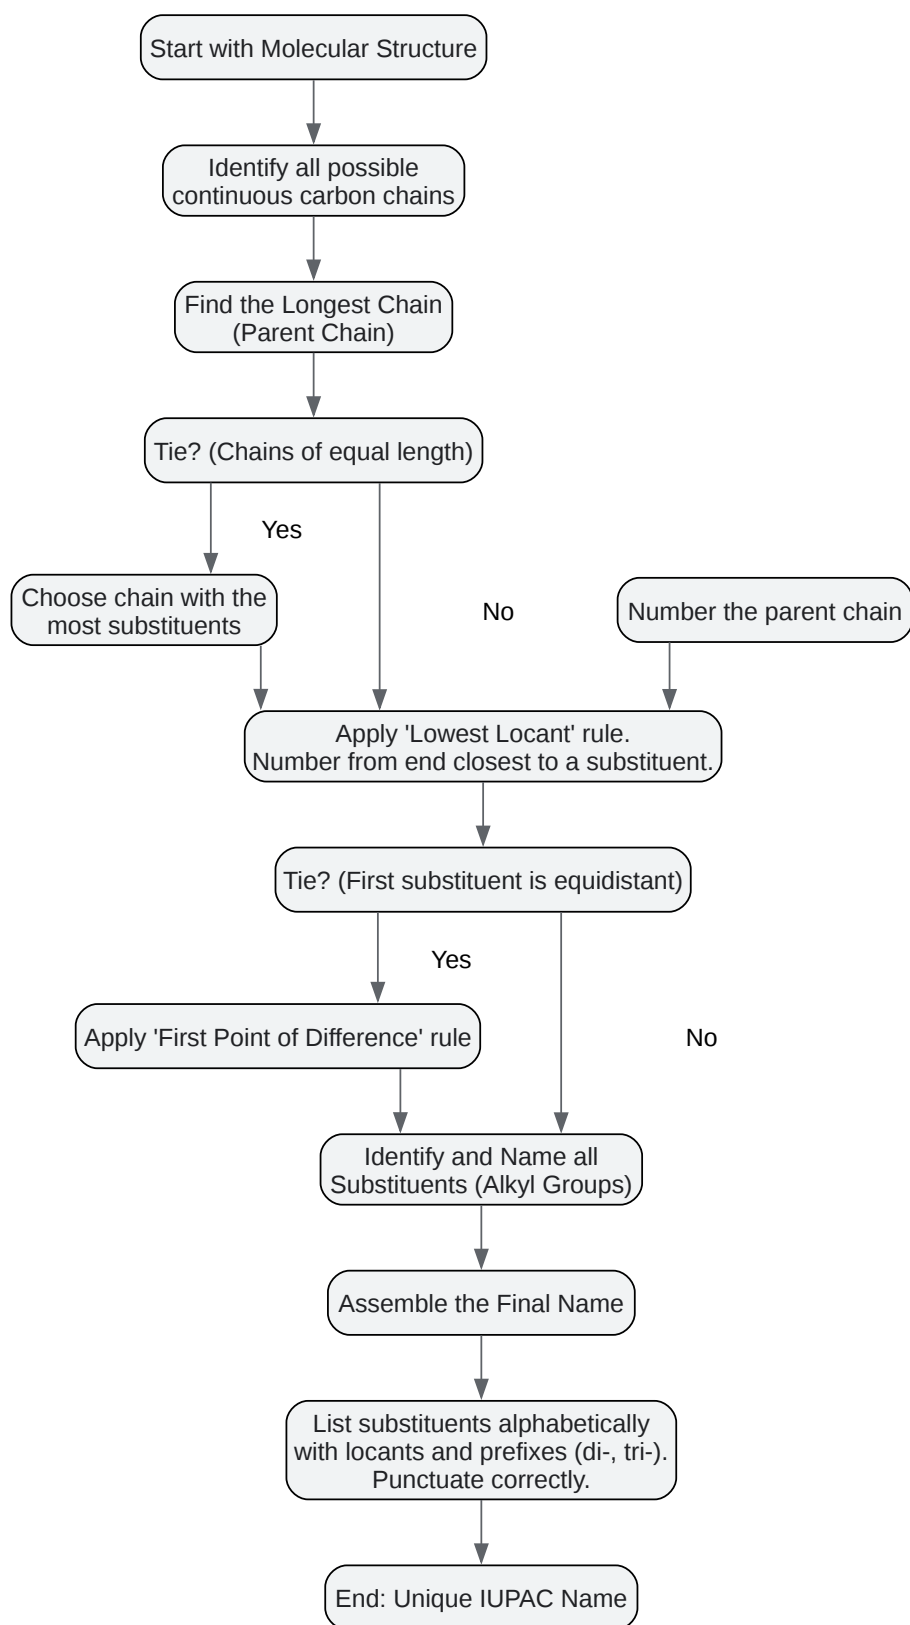 Start with Molecular Structure
Identify all possible
continuous carbon chains
Find the Longest Chain
(Parent Chain)
Tie? (Chains of equal length)
Yes
Choose chain with the
most substituents
No
Number the parent chain
Apply 'Lowest Locant' rule.
Number from end closest to a substituent.
Tie? (First substituent is equidistant)
Yes
Apply 'First Point of Difference' rule
No
Identify and Name all
Substituents (Alkyl Groups)
Assemble the Final Name
List substituents alphabetically
with locants and prefixes (di-, tri-).
Punctuate correctly.
End: Unique IUPAC Name